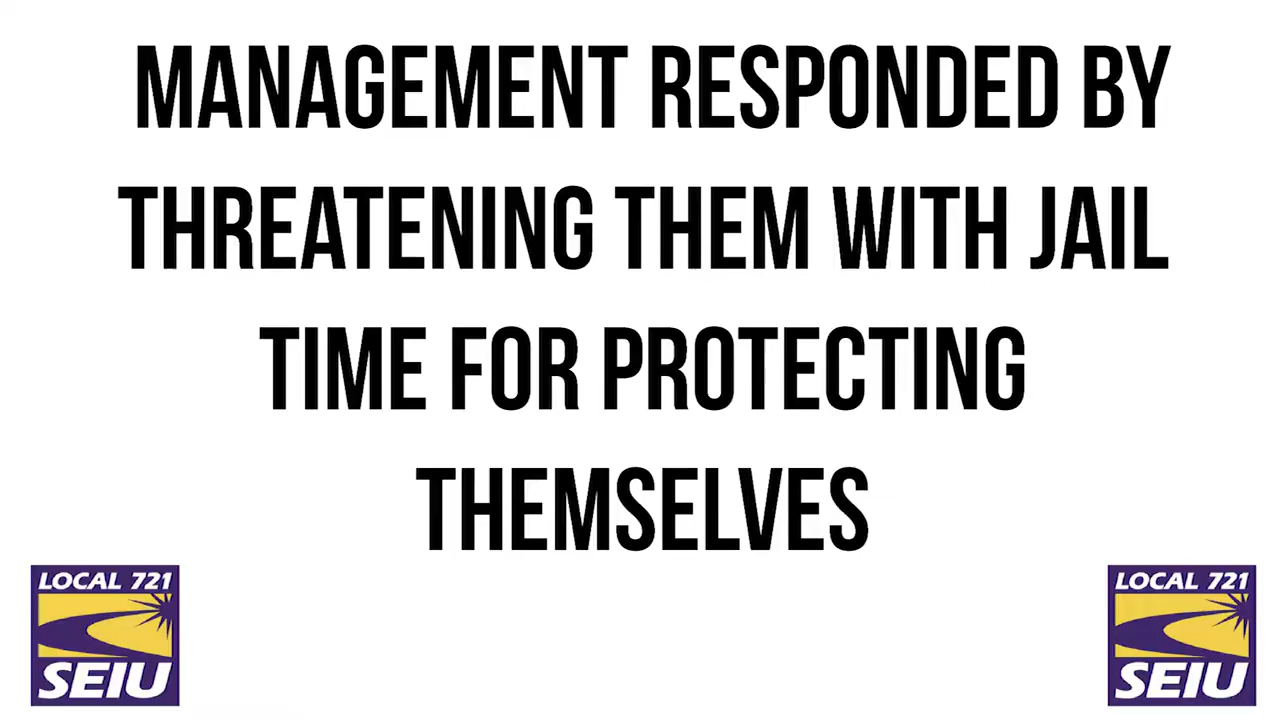 MANAGEMENT RESPONDED BY
THREATENING THEM WITH JAIL
TIME FOR PROTECTING
THEMSELVES
LOCAL 721
SEIU
LOCAL 721
SEIU